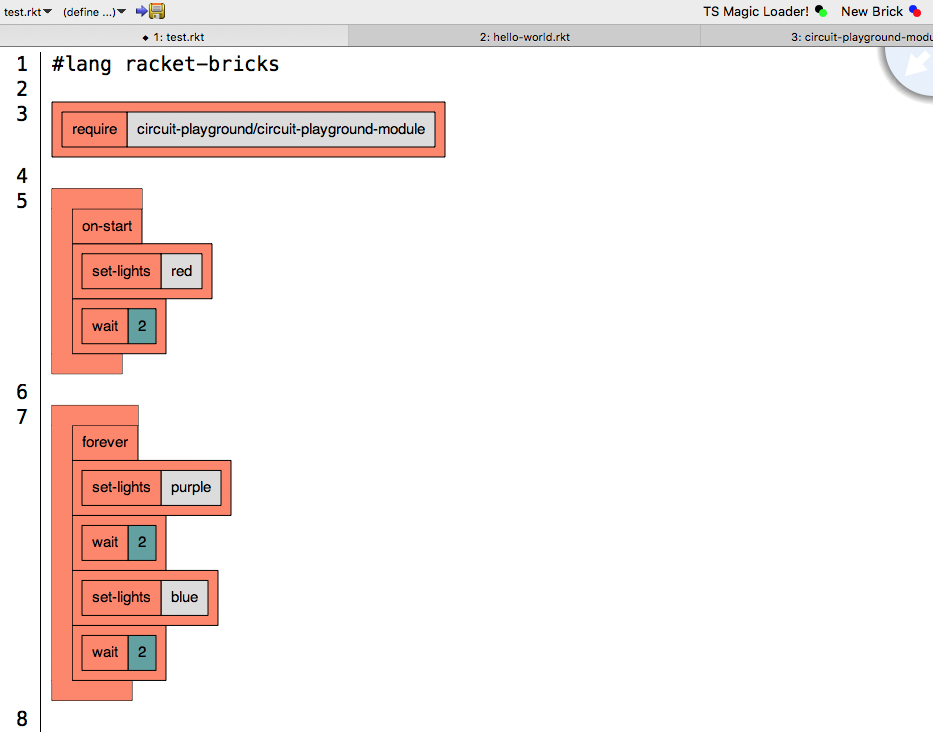 test.rkt (define ...) TS Magic Loader! New Brick
1: test.rkt 2: hello-world.rkt 3: circuit-playground-modu
1 #lang racket-bricks
2
3 require circuit-playground/circuit-playground-module
4
5
on-start
set-lights red
wait 2
6
7
forever
set-lights purple
wait 2
set-lights blue
wait 2
8